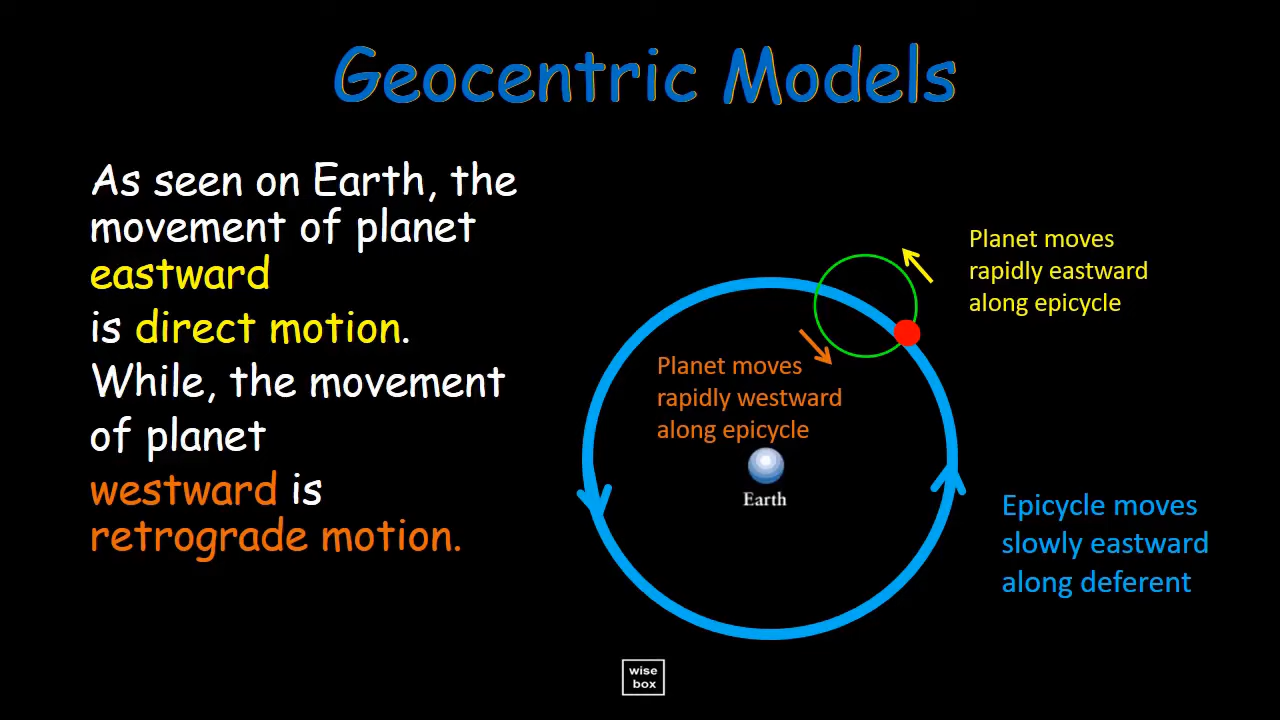 Geocentric Models
As seen on Earth, the
movement of planet
eastward
is direct motion.
While, the movement
of planet
westward is
retrograde motion.
Planet moves
rapidly eastward
along epicycle
Planet moves
rapidly westward
along epicycle
Earth
Epicycle moves
slowly eastward
along deferent
wise
box